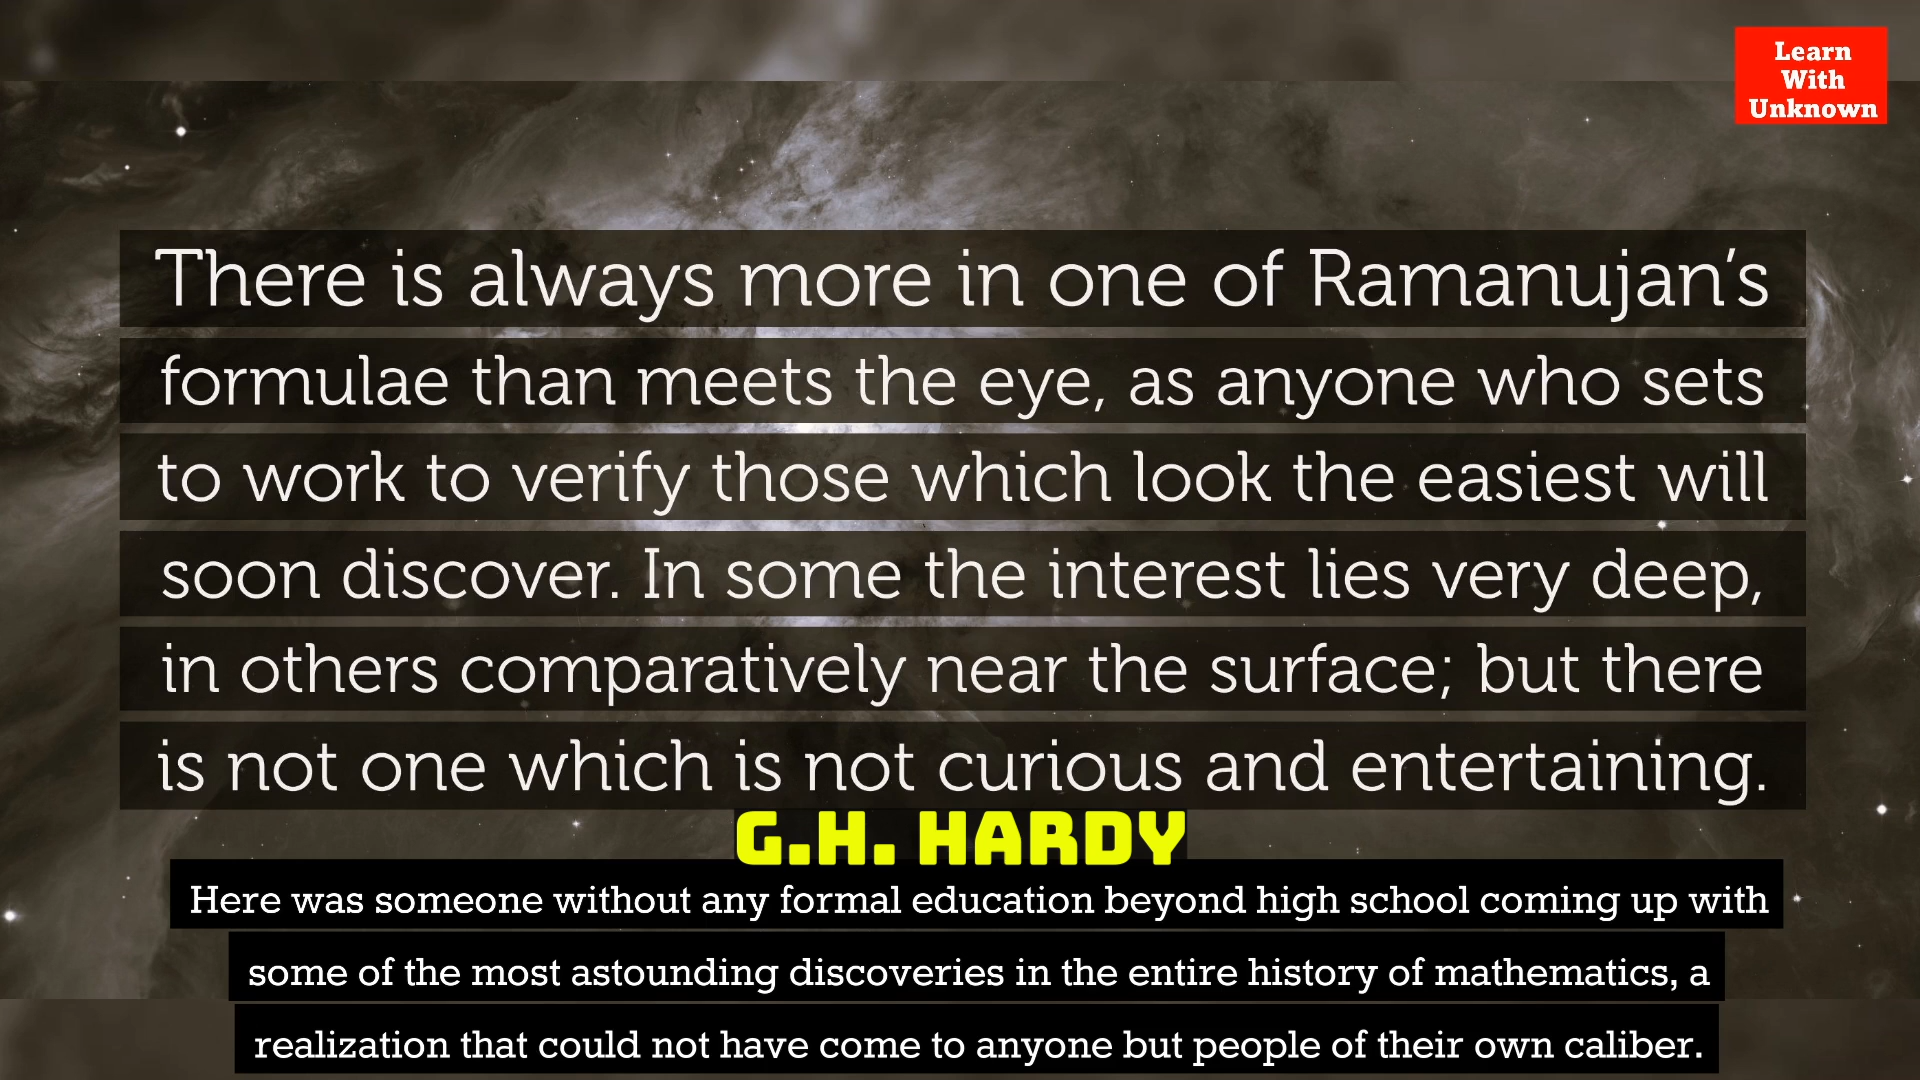 Learn
With
Unknown
There is always more in one of Ramanujan’s
formulae than meets the eye, as anyone who sets
to work to verify those which look the easiest will
soon discover. In some the interest lies very deep,
in others comparatively near the surface; but there
is not one which is not curious and entertaining.
G.H. HARDY
Here was someone without any formal education beyond high school coming up with
some of the most astounding discoveries in the entire history of mathematics, a
realization that could not have come to anyone but people of their own caliber.